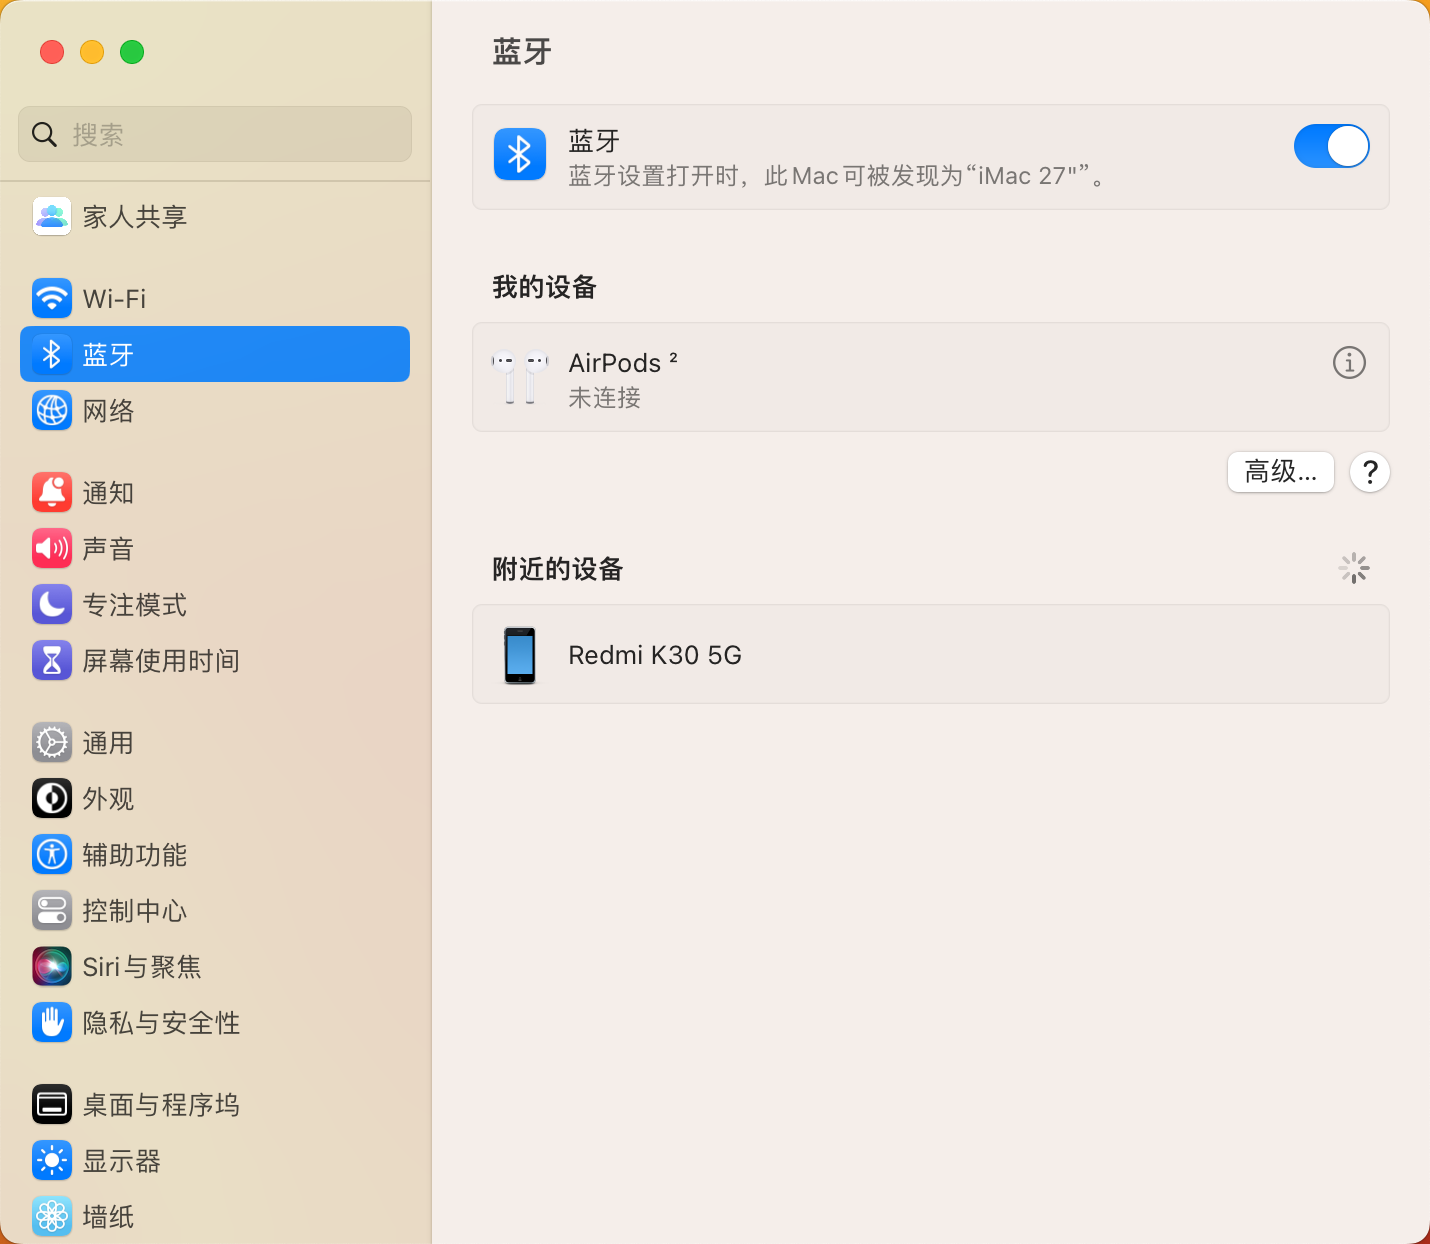 搜索
家人共享
Wi-Fi
蓝牙
网络
通知
声音
专注模式
屏幕使用时间
通用
外观
辅助功能
控制中心
Siri与聚焦
隐私与安全性
桌面与程序坞
显示器
墙纸
蓝牙
蓝牙
蓝牙设置打开时，此Mac可被发现为“iMac 27"”。
我的设备
AirPods ²
未连接
高级...
?
附近的设备
Redmi K30 5G